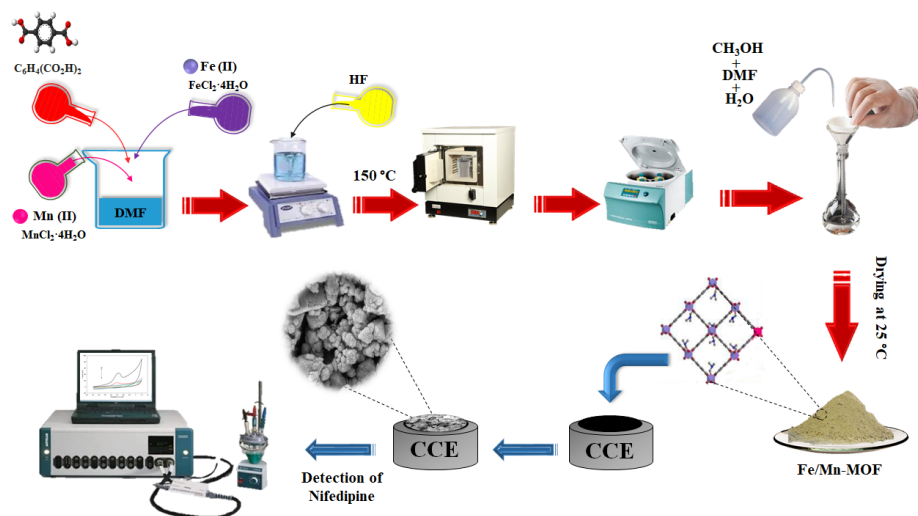 C₆H₄(CO₂H)₂
Fe (II)
FeCl₂·4H₂O
HF
CH₃OH
+
DMF
+
H₂O
150 °C
Mn (II)
MnCl₂·4H₂O
DMF
Drying at 25 °C
CCE
CCE
Fe/Mn-MOF
Detection of
Nifedipine